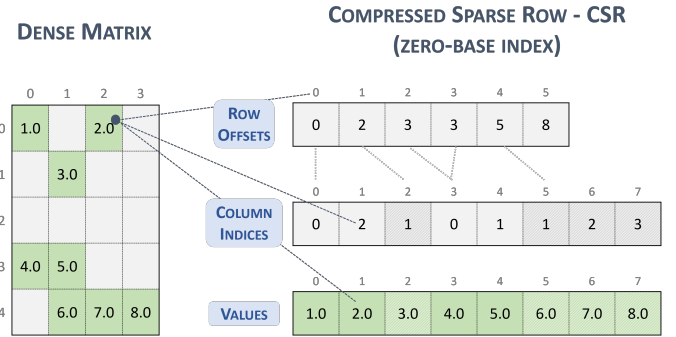 DENSE MATRIX
COMPRESSED SPARSE ROW - CSR
(ZERO-BASE INDEX)
0 1 2 3
0 1.0 2.0
1 3.0
2
3 4.0 5.0
4 6.0 7.0 8.0
ROW
OFFSETS
0 1 2 3 4 5
0 2 3 3 5 8
COLUMN
INDICES
0 1 2 3 4 5 6 7
0 2 1 0 1 1 2 3
VALUES
0 1 2 3 4 5 6 7
1.0 2.0 3.0 4.0 5.0 6.0 7.0 8.0